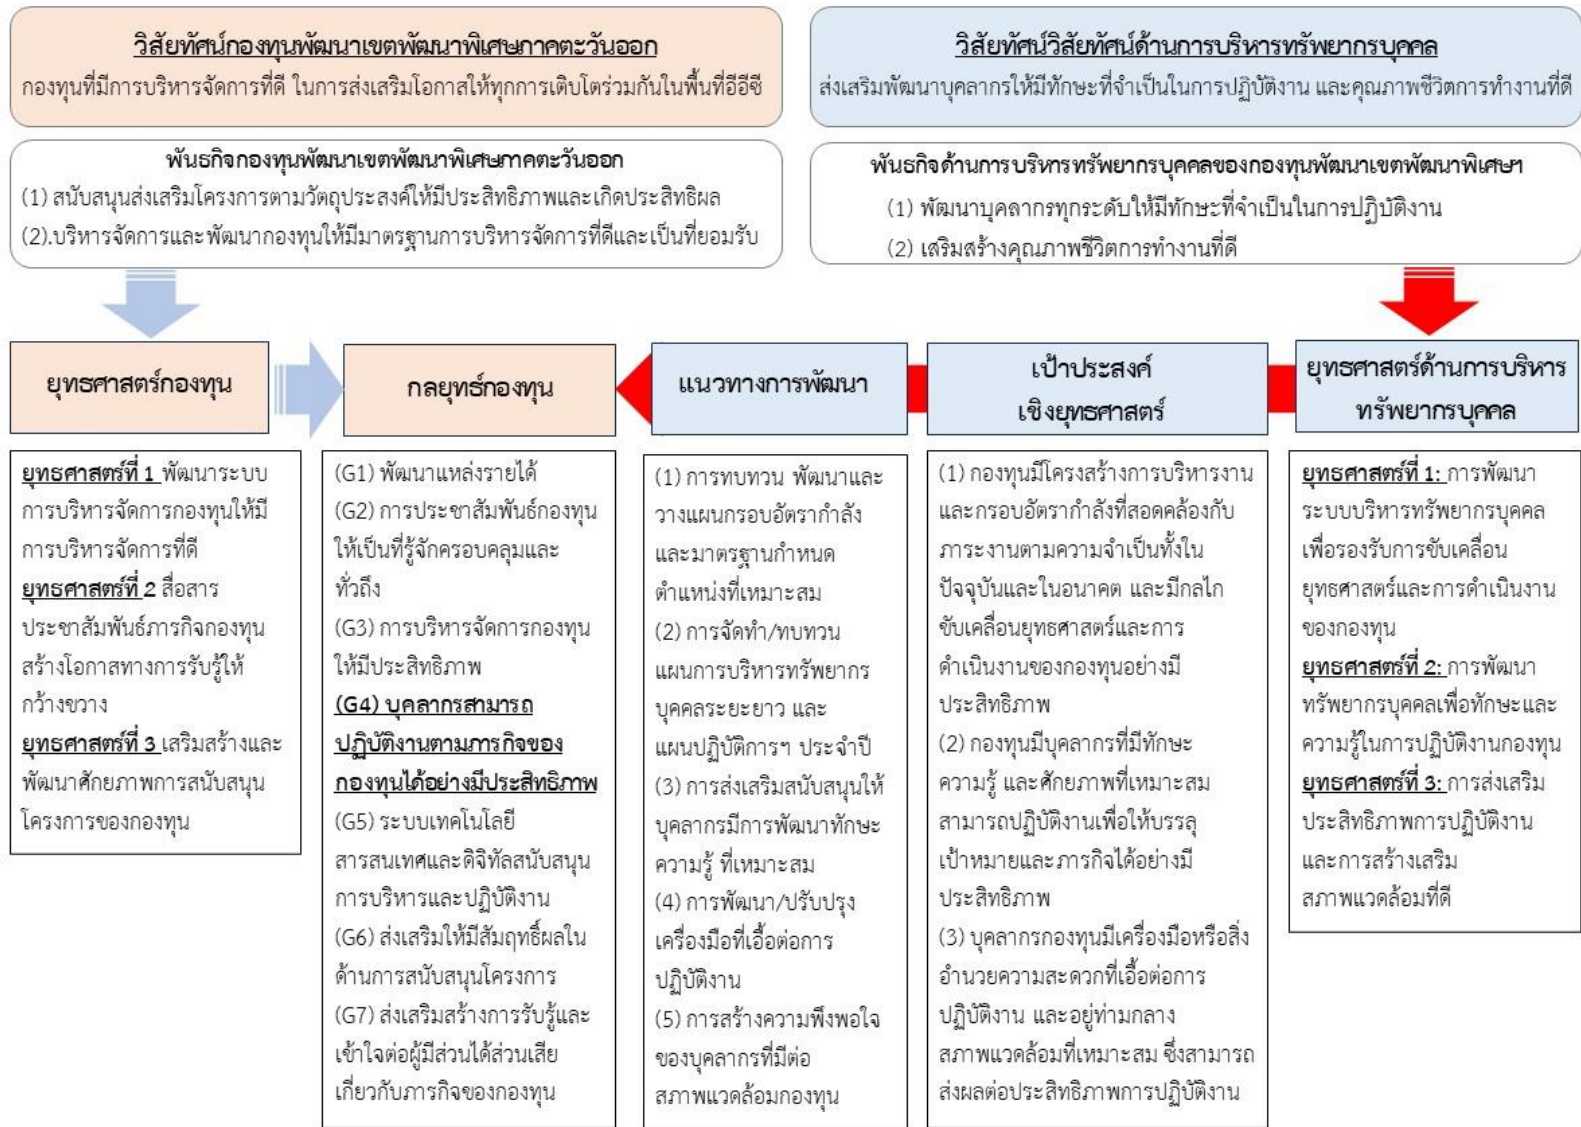 วิสัยทัศน์กองทุนพัฒนาเขตพัฒนาพิเศษภาคตะวันออก
กองทุนที่มีการบริหารจัดการที่ดี ในการส่งเสริมโอกาสให้ทุกการเติบโตร่วมกันในพื้นที่อีอีซี
วิสัยทัศน์วิสัยทัศน์ด้านการบริหารทรัพยากรบุคคล
ส่งเสริมพัฒนาบุคลากรให้มีทักษะที่จำเป็นในการปฏิบัติงาน และคุณภาพชีวิตการทำงานที่ดี
พันธกิจกองทุนพัฒนาเขตพัฒนาพิเศษภาคตะวันออก
(1) สนับสนุนส่งเสริมโครงการตามวัตถุประสงค์ให้มีประสิทธิภาพและเกิดประสิทธิผล
(2).บริหารจัดการและพัฒนากองทุนให้มีมาตรฐานการบริหารจัดการที่ดีและเป็นที่ยอมรับ
พันธกิจด้านการบริหารทรัพยากรบุคคลของกองทุนพัฒนาเขตพัฒนาพิเศษฯ
(1) พัฒนาบุคลากรทุกระดับให้มีทักษะที่จำเป็นในการปฏิบัติงาน
(2) เสริมสร้างคุณภาพชีวิตการทำงานที่ดี
ยุทธศาสตร์กองทุน
กลยุทธ์กองทุน
แนวทางการพัฒนา
เป้าประสงค์
เชิงยุทธศาสตร์
ยุทธศาสตร์ด้านการบริหาร
ทรัพยากรบุคคล
ยุทธศาสตร์ที่ 1 พัฒนาระบบ
การบริหารจัดการกองทุนให้มี
การบริหารจัดการที่ดี
ยุทธศาสตร์ที่ 2 สื่อสาร
ประชาสัมพันธ์ภารกิจกองทุน
สร้างโอกาสทางการรับรู้ให้
กว้างขวาง
ยุทธศาสตร์ที่ 3 เสริมสร้างและ
พัฒนาศักยภาพการสนับสนุน
โครงการของกองทุน
(G1) พัฒนาแหล่งรายได้
(G2) การประชาสัมพันธ์กองทุน
ให้เป็นที่รู้จักครอบคลุมและ
ทั่วถึง
(G3) การบริหารจัดการกองทุน
ให้มีประสิทธิภาพ
(G4) บุคลากรสามารถ
ปฏิบัติงานตามภารกิจของ
กองทุนได้อย่างมีประสิทธิภาพ
(G5) ระบบเทคโนโลยี
สารสนเทศและดิจิทัลสนับสนุน
การบริหารและปฏิบัติงาน
(G6) ส่งเสริมให้มีสัมฤทธิ์ผลใน
ด้านการสนับสนุนโครงการ
(G7) ส่งเสริมสร้างการรับรู้และ
เข้าใจต่อผู้มีส่วนได้ส่วนเสีย
เกี่ยวกับภารกิจของกองทุน
(1) การทบทวน พัฒนาและ
วางแผนกรอบอัตรากำลัง
และมาตรฐานกำหนด
ตำแหน่งที่เหมาะสม
(2) การจัดทำ/ทบทวน
แผนการบริหารทรัพยากร
บุคคลระยะยาว และ
แผนปฏิบัติการฯ ประจำปี
(3) การส่งเสริมสนับสนุนให้
บุคลากรมีการพัฒนาทักษะ
ความรู้ ที่เหมาะสม
(4) การพัฒนา/ปรับปรุง
เครื่องมือที่เอื้อต่อการ
ปฏิบัติงาน
(5) การสร้างความพึงพอใจ
ของบุคลากรที่มีต่อ
สภาพแวดล้อมกองทุน
(1) กองทุนมีโครงสร้างการบริหารงาน
และกรอบอัตรากำลังที่สอดคล้องกับ
ภาระงานตามความจำเป็นทั้งใน
ปัจจุบันและในอนาคต และมีกลไก
ขับเคลื่อนยุทธศาสตร์และการ
ดำเนินงานของกองทุนอย่างมี
ประสิทธิภาพ
(2) กองทุนมีบุคลากรที่มีทักษะ
ความรู้ และศักยภาพที่เหมาะสม
สามารถปฏิบัติงานเพื่อให้บรรลุ
เป้าหมายและภารกิจได้อย่างมี
ประสิทธิภาพ
(3) บุคลากรกองทุนมีเครื่องมือหรือสิ่ง
อำนวยความสะดวกที่เอื้อต่อการ
ปฏิบัติงาน และอยู่ท่ามกลาง
สภาพแวดล้อมที่เหมาะสม ซึ่งสามารถ
ส่งผลต่อประสิทธิภาพการปฏิบัติงาน
ยุทธศาสตร์ที่ 1: การพัฒนา
ระบบบริหารทรัพยากรบุคคล
เพื่อรองรับการขับเคลื่อน
ยุทธศาสตร์และการดำเนินงาน
ของกองทุน
ยุทธศาสตร์ที่ 2: การพัฒนา
ทรัพยากรบุคคลเพื่อทักษะและ
ความรู้ในการปฏิบัติงานกองทุน
ยุทธศาสตร์ที่ 3: การส่งเสริม
ประสิทธิภาพการปฏิบัติงาน
และการสร้างเสริม
สภาพแวดล้อมที่ดี